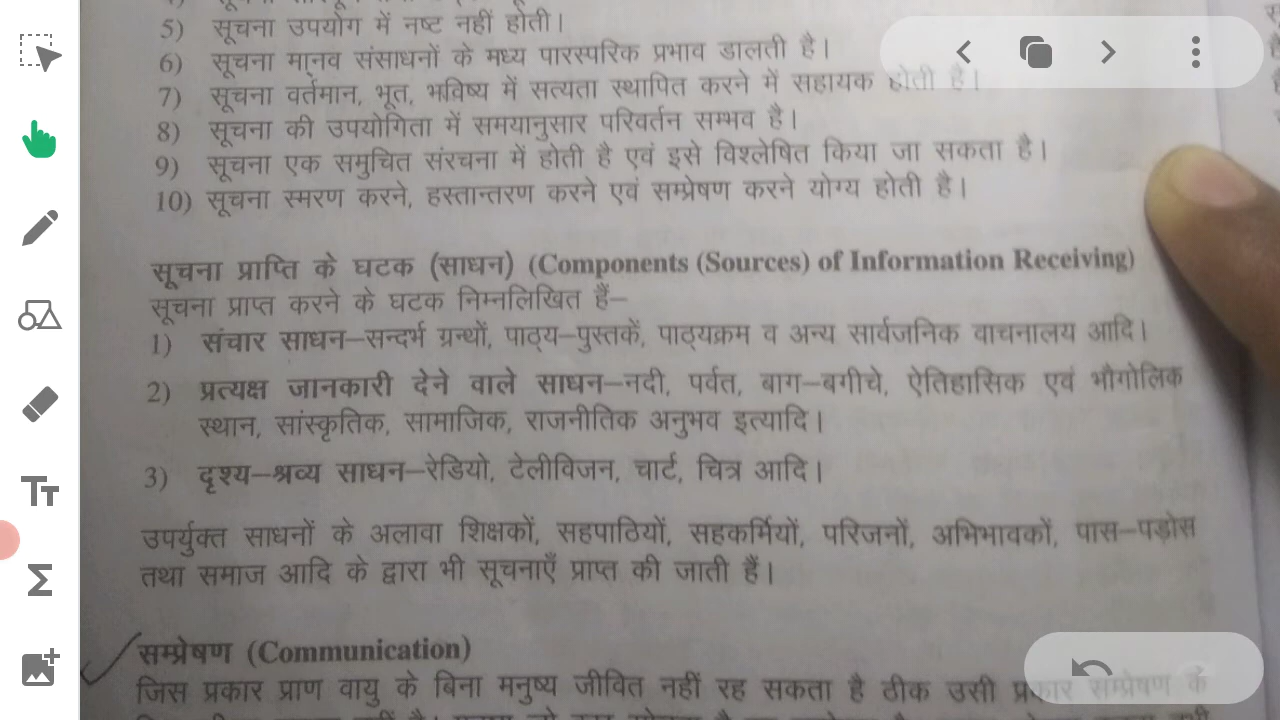 5) सूचना उपयोग में नष्ट नहीं होती।
6) सूचना मानव संसाधनों के मध्य पारस्परिक प्रभाव डालती है।
7) सूचना वर्तमान, भूत, भविष्य में सत्यता स्थापित करने में सहायक होती है।
8) सूचना की उपयोगिता में समयानुसार परिवर्तन सम्भव है।
9) सूचना एक समुचित संरचना में होती है एवं इसे विश्लेषित किया जा सकता है।
10) सूचना स्मरण करने, हस्तान्तरण करने एवं सम्प्रेषण करने योग्य होती है।
सूचना प्राप्ति के घटक (साधन) (Components (Sources) of Information Receiving)
सूचना प्राप्त करने के घटक निम्नलिखित हैं–
1) संचार साधन–सन्दर्भ ग्रन्थों, पाठ्य–पुस्तकें, पाठ्यक्रम व अन्य सार्वजनिक वाचनालय आदि।
2) प्रत्यक्ष जानकारी देने वाले साधन–नदी, पर्वत, बाग–बगीचे, ऐतिहासिक एवं भौगोलिक
स्थान, सांस्कृतिक, सामाजिक, राजनीतिक अनुभव इत्यादि।
3) दृश्य–श्रव्य साधन–रेडियो, टेलीविजन, चार्ट, चित्र आदि।
उपर्युक्त साधनों के अलावा शिक्षकों, सहपाठियों, सहकर्मियों, परिजनों, अभिभावकों, पास–पड़ोस
तथा समाज आदि के द्वारा भी सूचनाएँ प्राप्त की जाती हैं।
सम्प्रेषण (Communication)
जिस प्रकार प्राण वायु के बिना मनुष्य जीवित नहीं रह सकता है ठीक उसी प्रकार सम्प्रेषण के